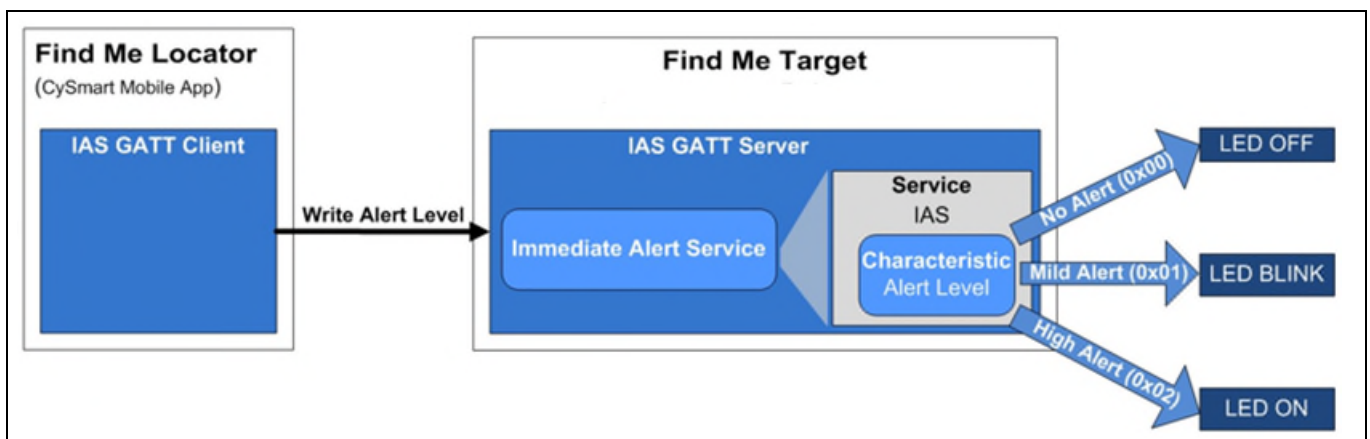 Find Me Locator
(CySmart Mobile App)
IAS GATT Client
Write Alert Level
Find Me Target
IAS GATT Server
Immediate Alert Service
Service
IAS
Characteristic
Alert Level
No Alert (0x00)
Mild Alert (0x01)
High Alert (0x02)
LED OFF
LED BLINK
LED ON